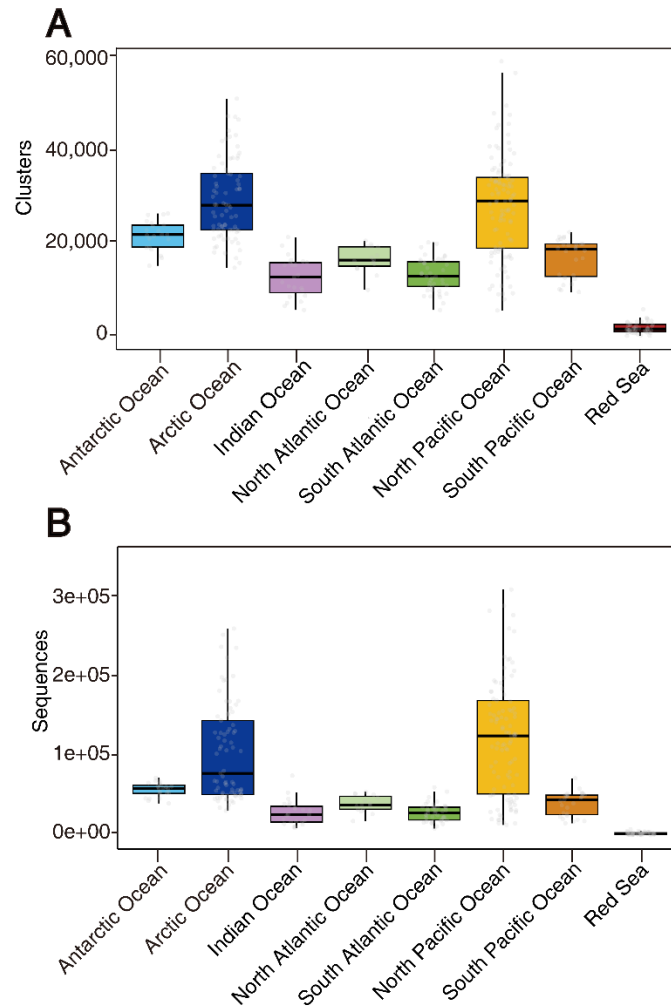 A
60,000
40,000
20,000
0
Clusters
Antarctic Ocean
Arctic Ocean
Indian Ocean
North Atlantic Ocean
South Atlantic Ocean
North Pacific Ocean
South Pacific Ocean
Red Sea
B
3e+05
2e+05
1e+05
0e+00
Sequences
Antarctic Ocean
Arctic Ocean
Indian Ocean
North Atlantic Ocean
South Atlantic Ocean
North Pacific Ocean
South Pacific Ocean
Red Sea